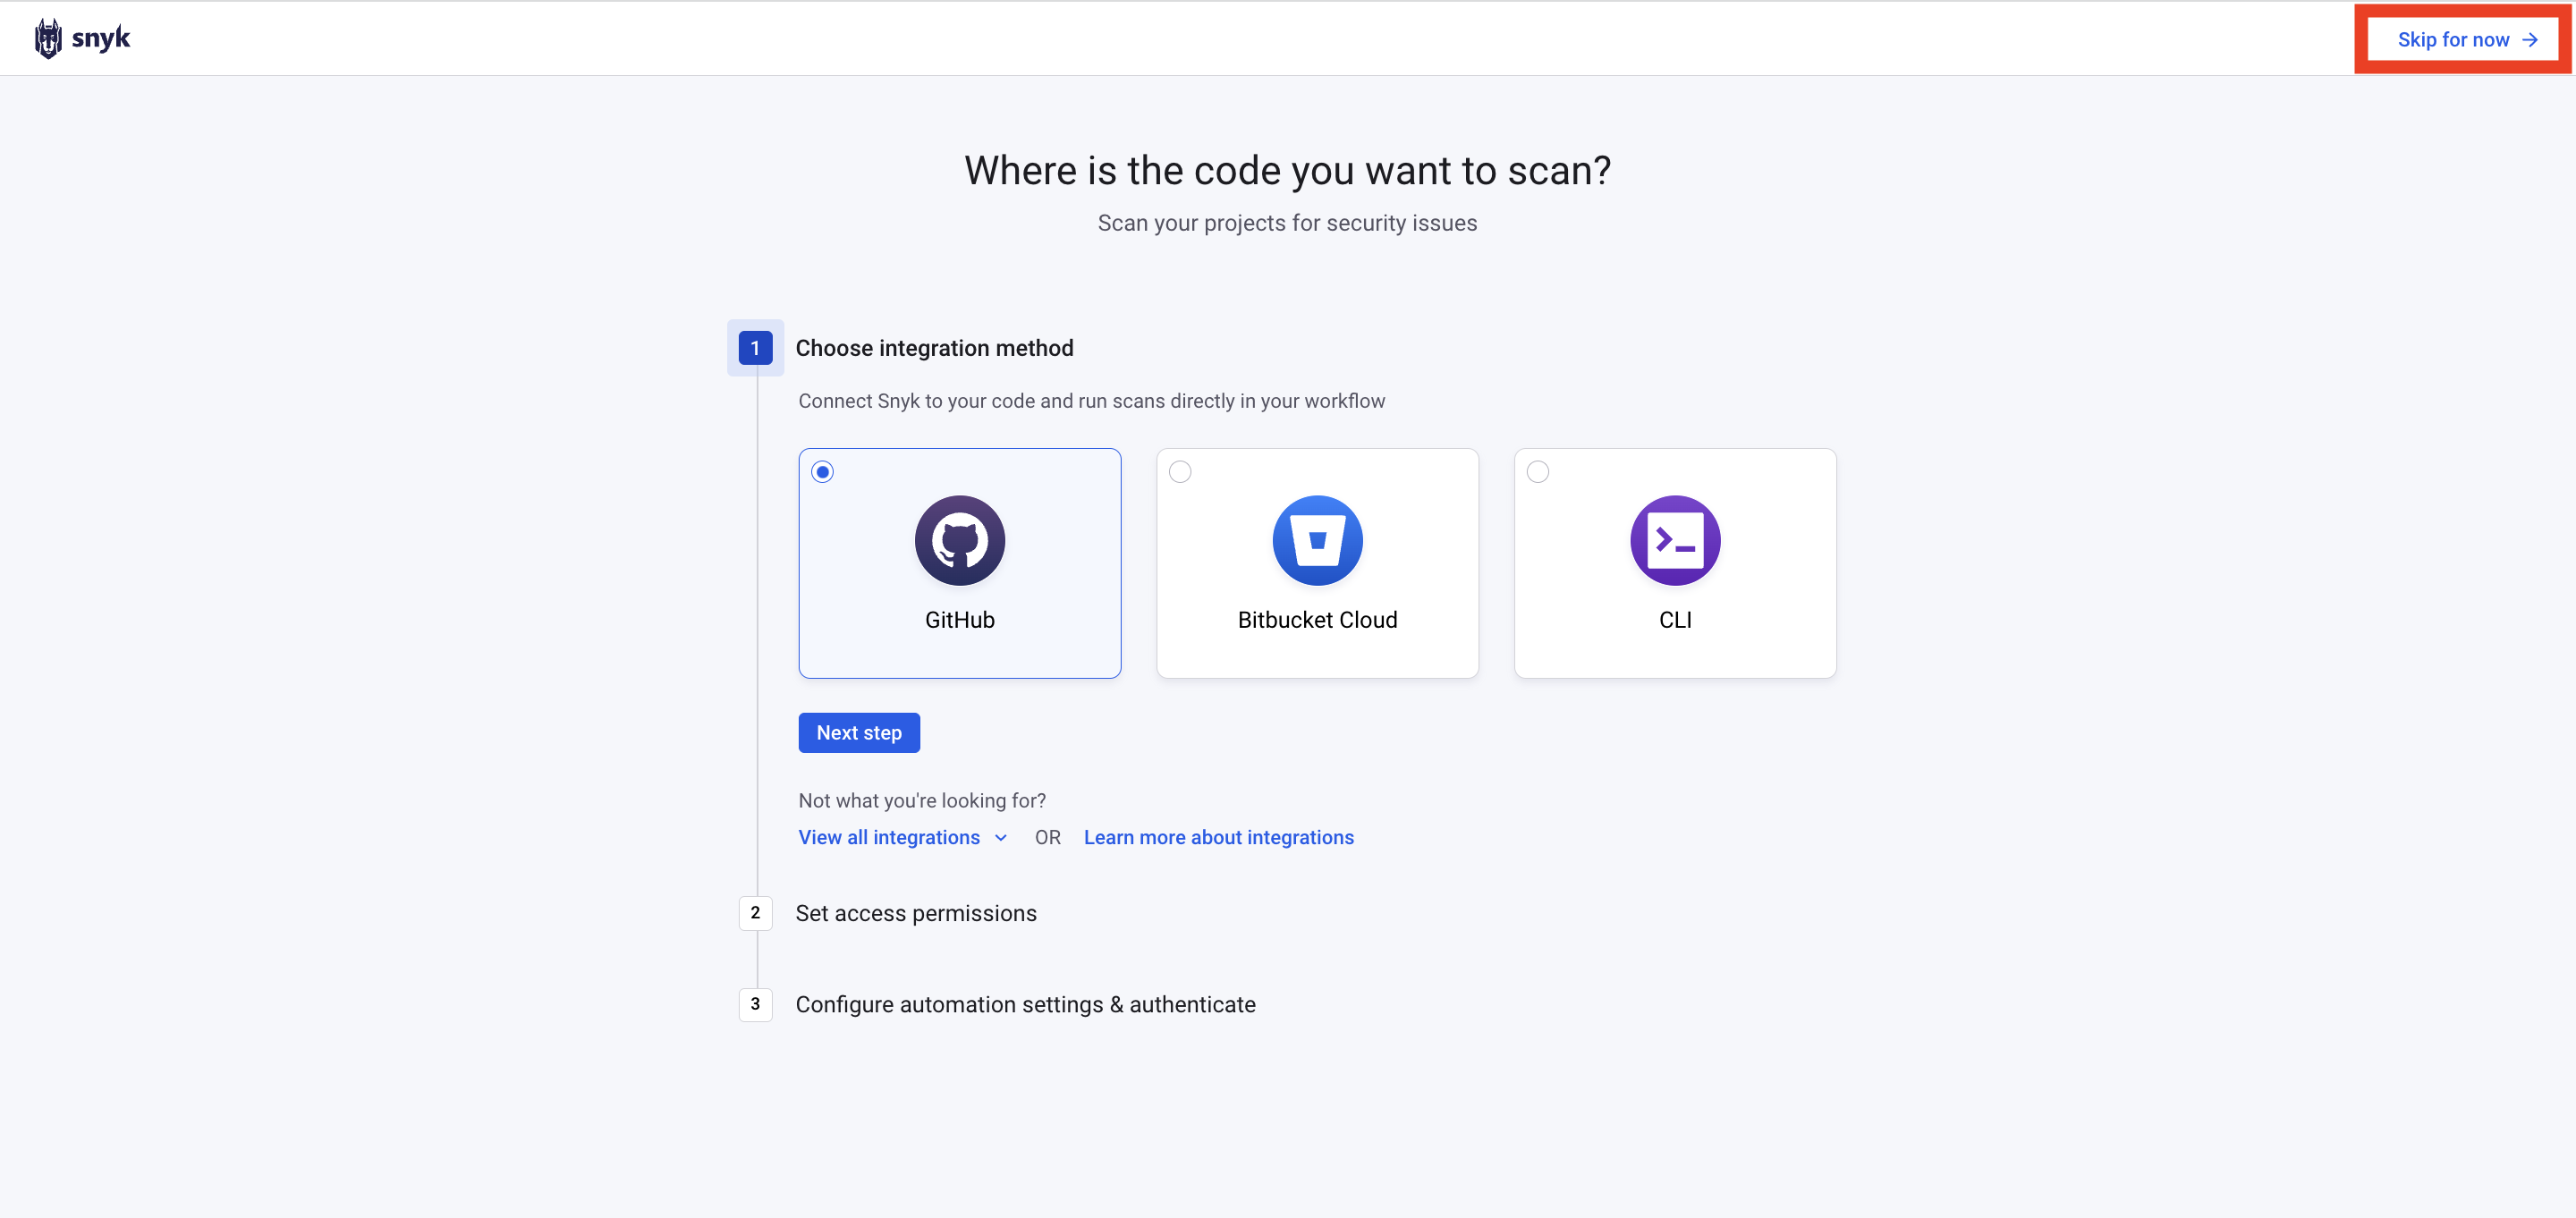 snyk
Skip for now
Where is the code you want to scan?
Scan your projects for security issues
1 Choose integration method
Connect Snyk to your code and run scans directly in your workflow
GitHub Bitbucket Cloud CLI
Next step
Not what you're looking for?
View all integrations OR Learn more about integrations
2 Set access permissions
3 Configure automation settings & authenticate